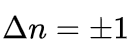 Δn = ±1